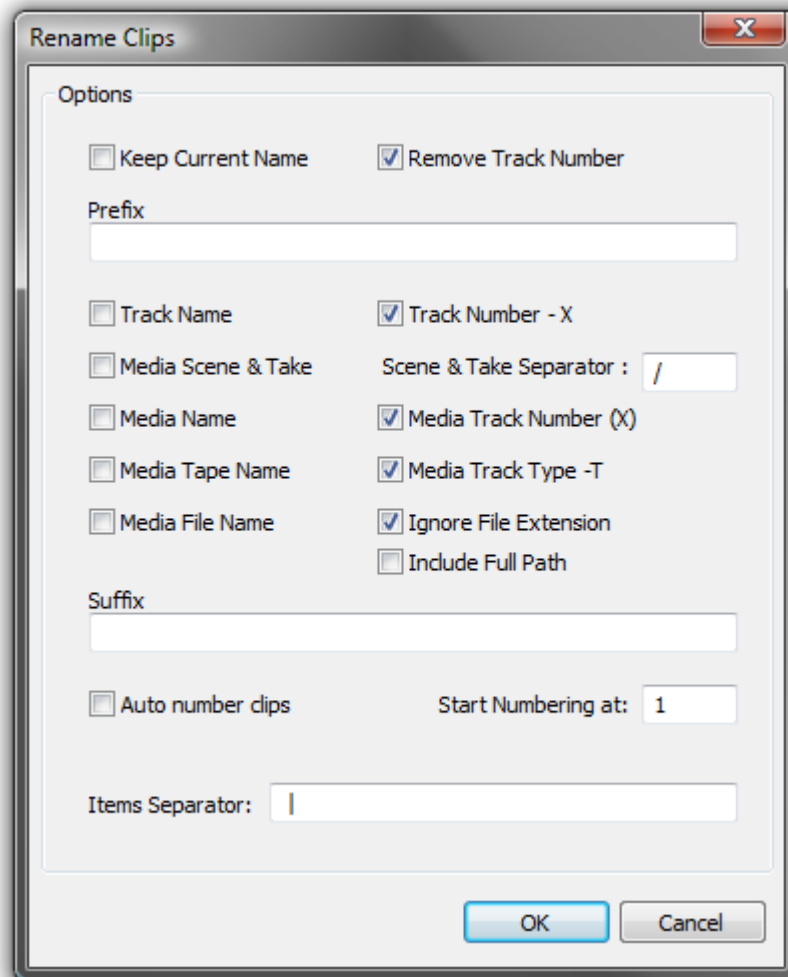 Rename Clips
Options
Keep Current Name Remove Track Number
Prefix
Track Name Track Number - X
Media Scene & Take Scene & Take Separator : /
Media Name Media Track Number (X)
Media Tape Name Media Track Type -T
Media File Name Ignore File Extension
Include Full Path
Suffix
Auto number clips Start Numbering at: 1
Items Separator:
OK Cancel